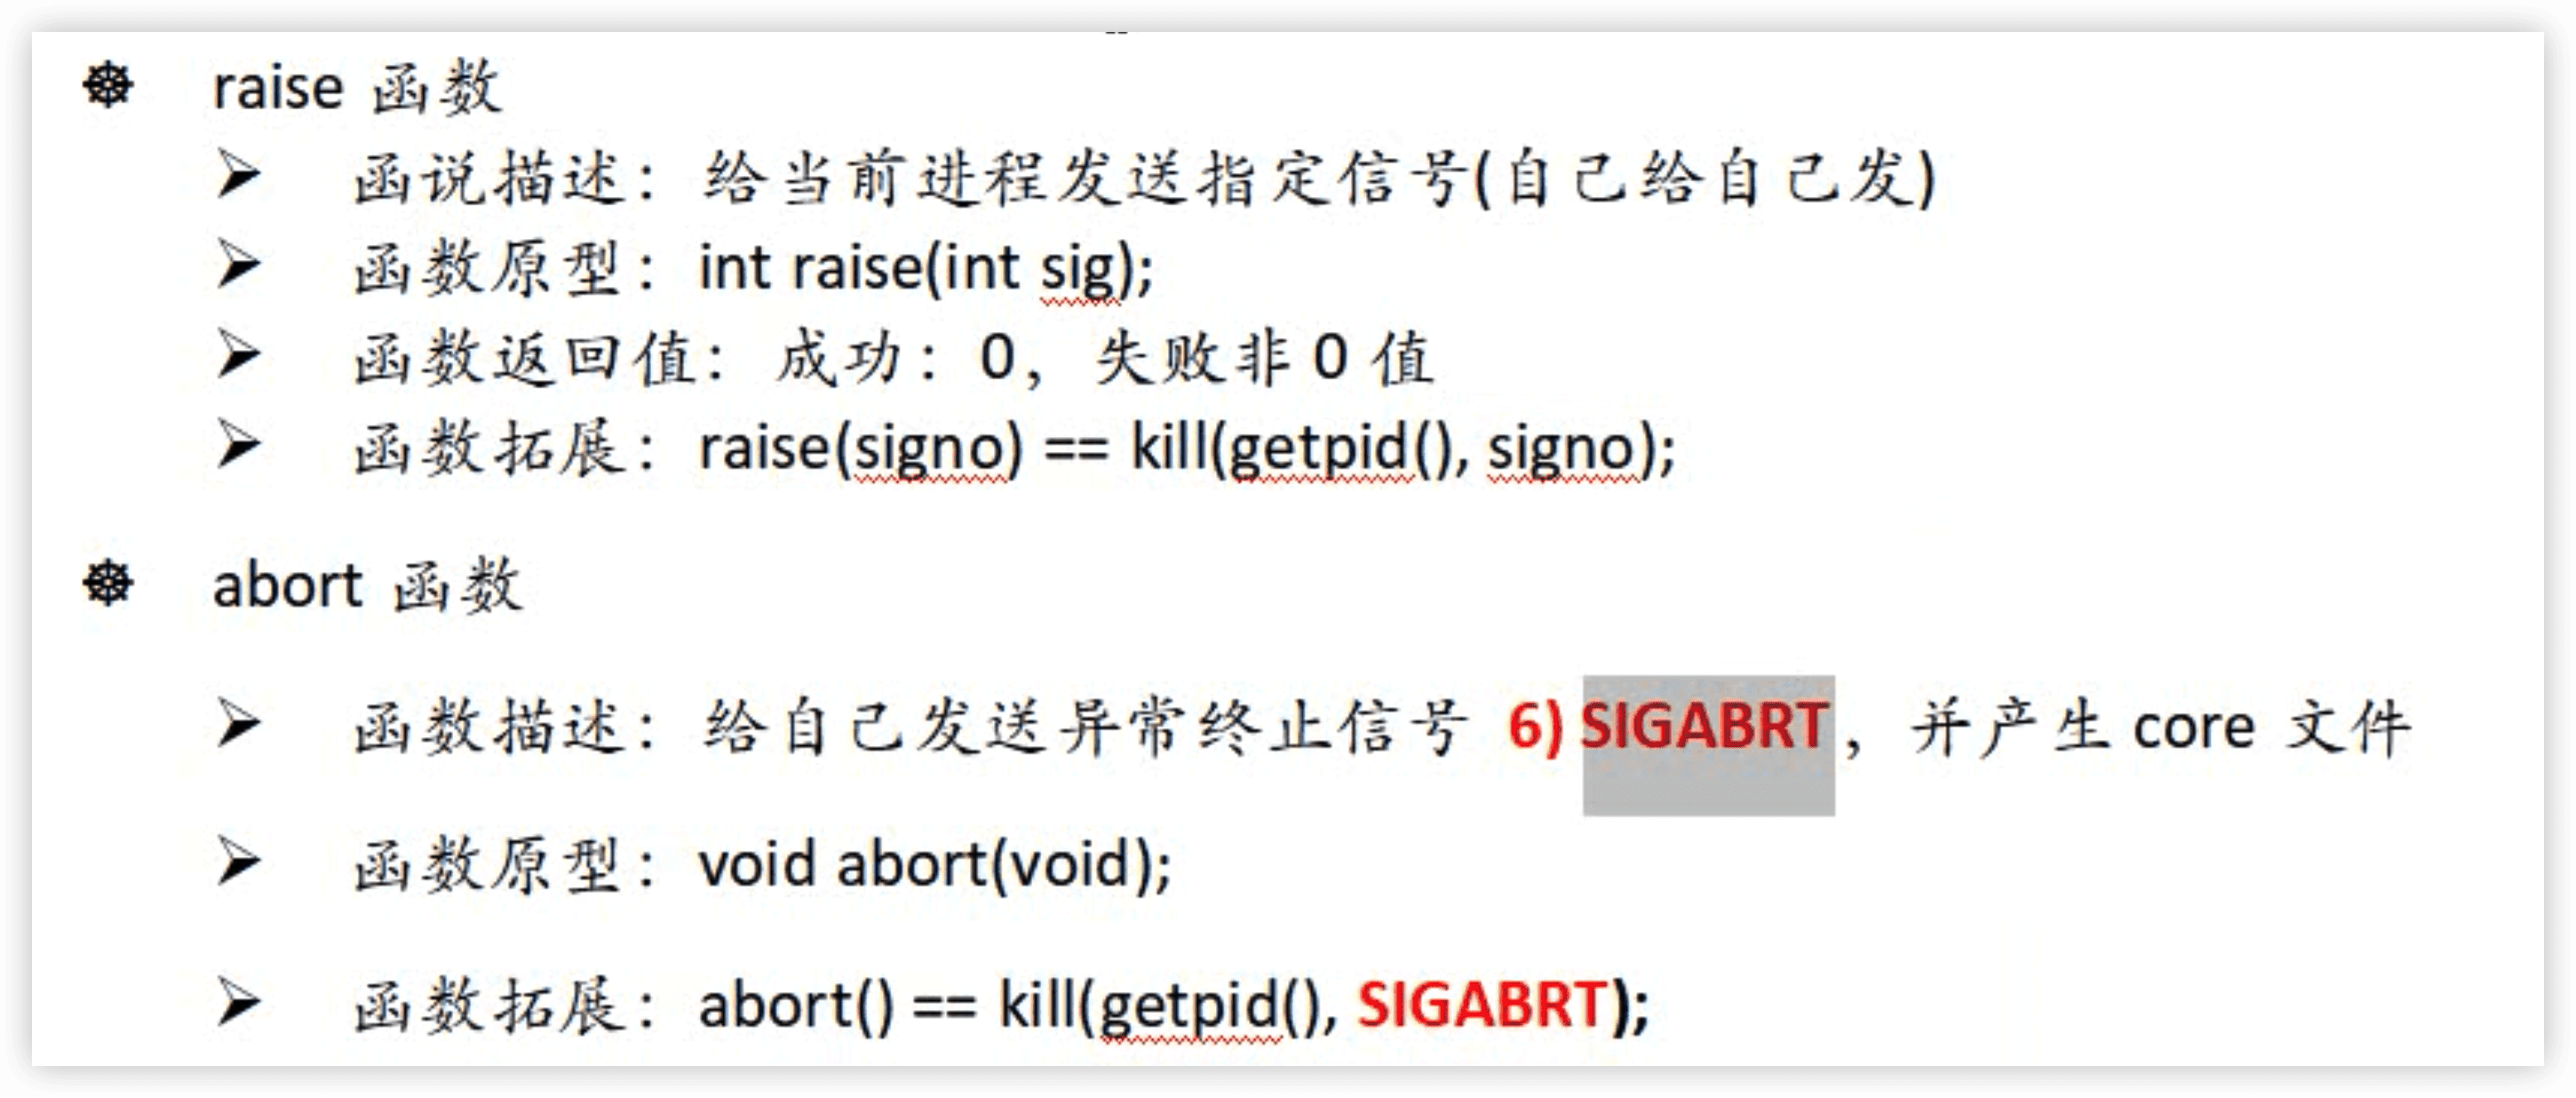 raise 函数
函说描述：给当前进程发送指定信号(自己给自己发)
函数原型：int raise(int sig);
函数返回值：成功：0，失败非 0 值
函数拓展：raise(signo) == kill(getpid(), signo);
abort 函数
函数描述：给自己发送异常终止信号 6) SIGABRT，并产生 core 文件
函数原型：void abort(void);
函数拓展：abort() == kill(getpid(), SIGABRT);